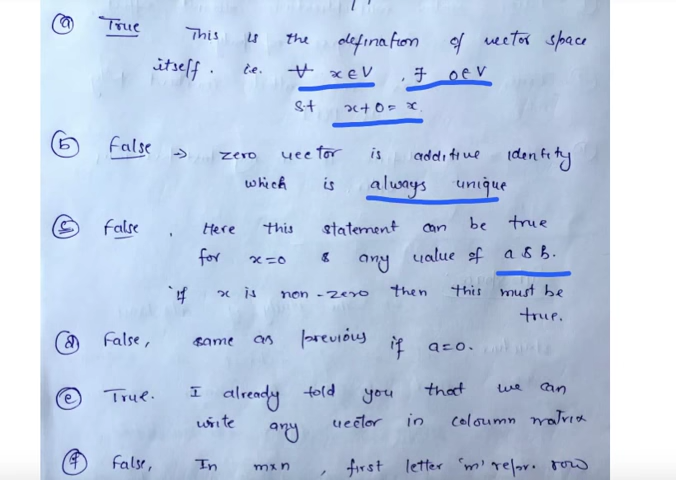 (a) True This is the defination of vector space
itself. i.e. ∀ x∈V , ∃ 0∈V
st x+0=x.
(b) False → zero vector is additive identity
which is always unique
(c) False. Here this statement can be true
for x=0 & any value of a & b.
If x is non-zero then this must be
true.
(d) False, same as previous if a=0.
(e) True. I already told you that we can
write any vector in coloumn matrix
(f) False, In mxn, first letter 'm' repr. row